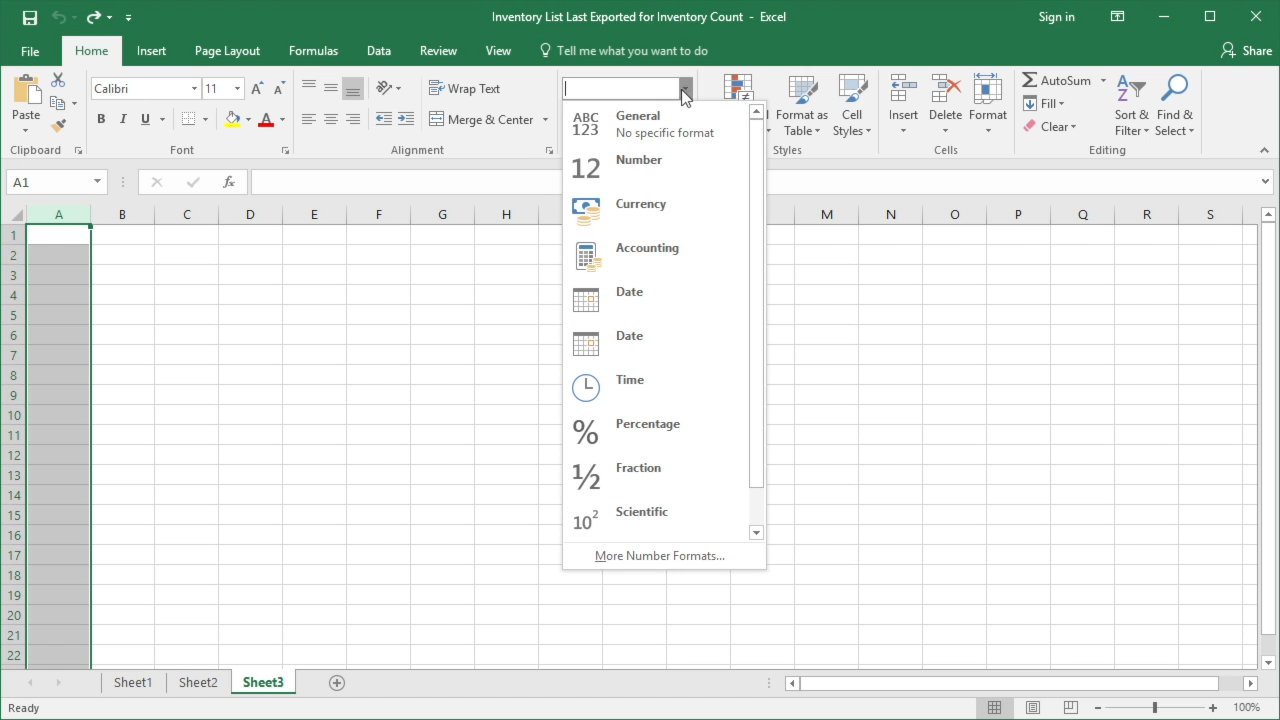 Inventory List Last Exported for Inventory Count - Excel
Sign in
File Home Insert Page Layout Formulas Data Review View Tell me what you want to do Share
Paste
Clipboard
Calibri 11
B I U A
Font
Wrap Text
Merge & Center
Alignment
Format as Table
Cell Styles
Styles
Insert Delete Format
Cells
AutoSum
Fill
Clear
Sort & Filter
Find & Select
Editing
A1 fx
A B C D E F G H M N O P Q R S
1
2
3
4
5
6
7
8
9
10
11
12
13
14
15
16
17
18
19
20
21
22
ABC 123 General
No specific format
12 Number
Currency
Accounting
Date
Date
Time
% Percentage
½ Fraction
10² Scientific
More Number Formats...
Sheet1 Sheet2 Sheet3
Ready
100%